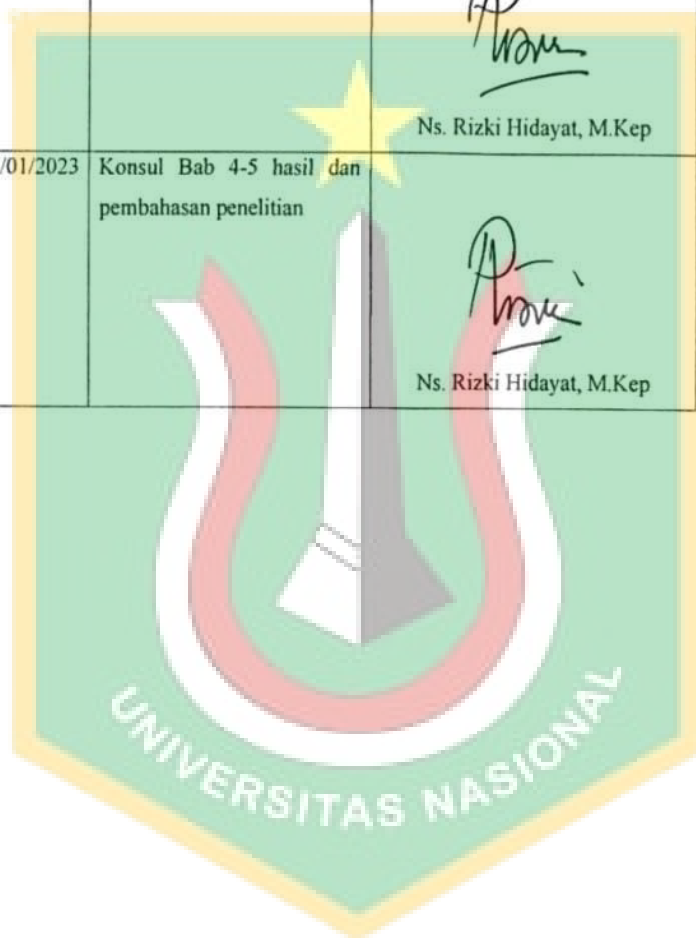 Ns. Rizki Hidayat, M.Kep
/01/2023 Konsul Bab 4-5 hasil dan
pembahasan penelitian
Ns. Rizki Hidayat, M.Kep
UNIVERSITAS NASIONAL